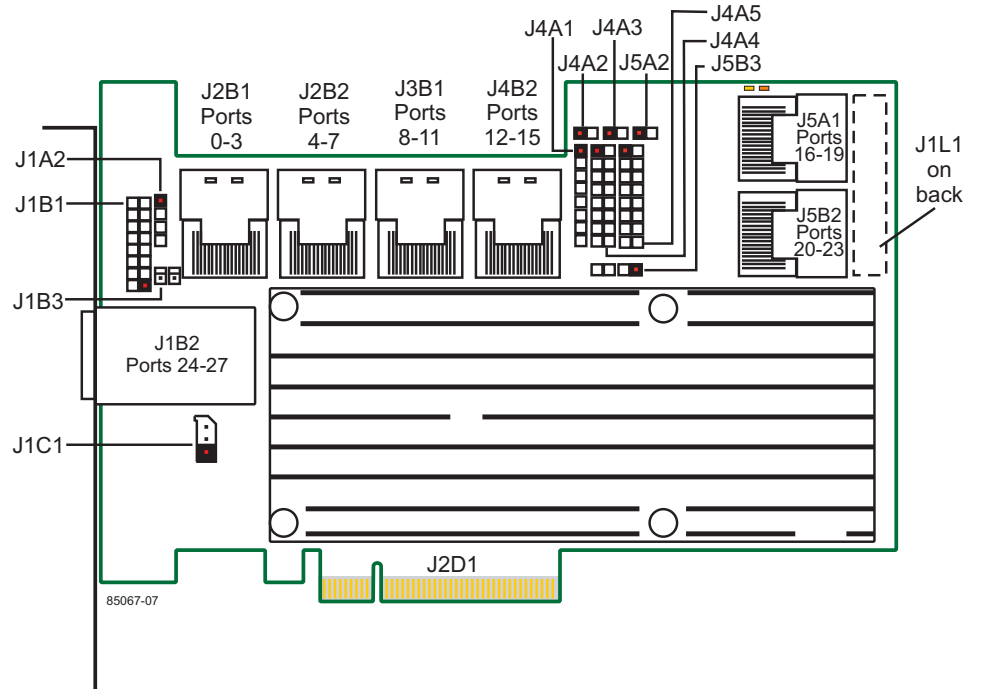 J4A5
J4A1 J4A3
J4A4
J4A2 J5A2 J5B3
J2B1
Ports
0-3
J2B2
Ports
4-7
J3B1
Ports
8-11
J4B2
Ports
12-15
J5A1
Ports
16-19
J1L1
on
back
J1A2
J1B1
J5B2
Ports
20-23
J1B3
J1B2
Ports 24-27
J1C1
J2D1
85067-07